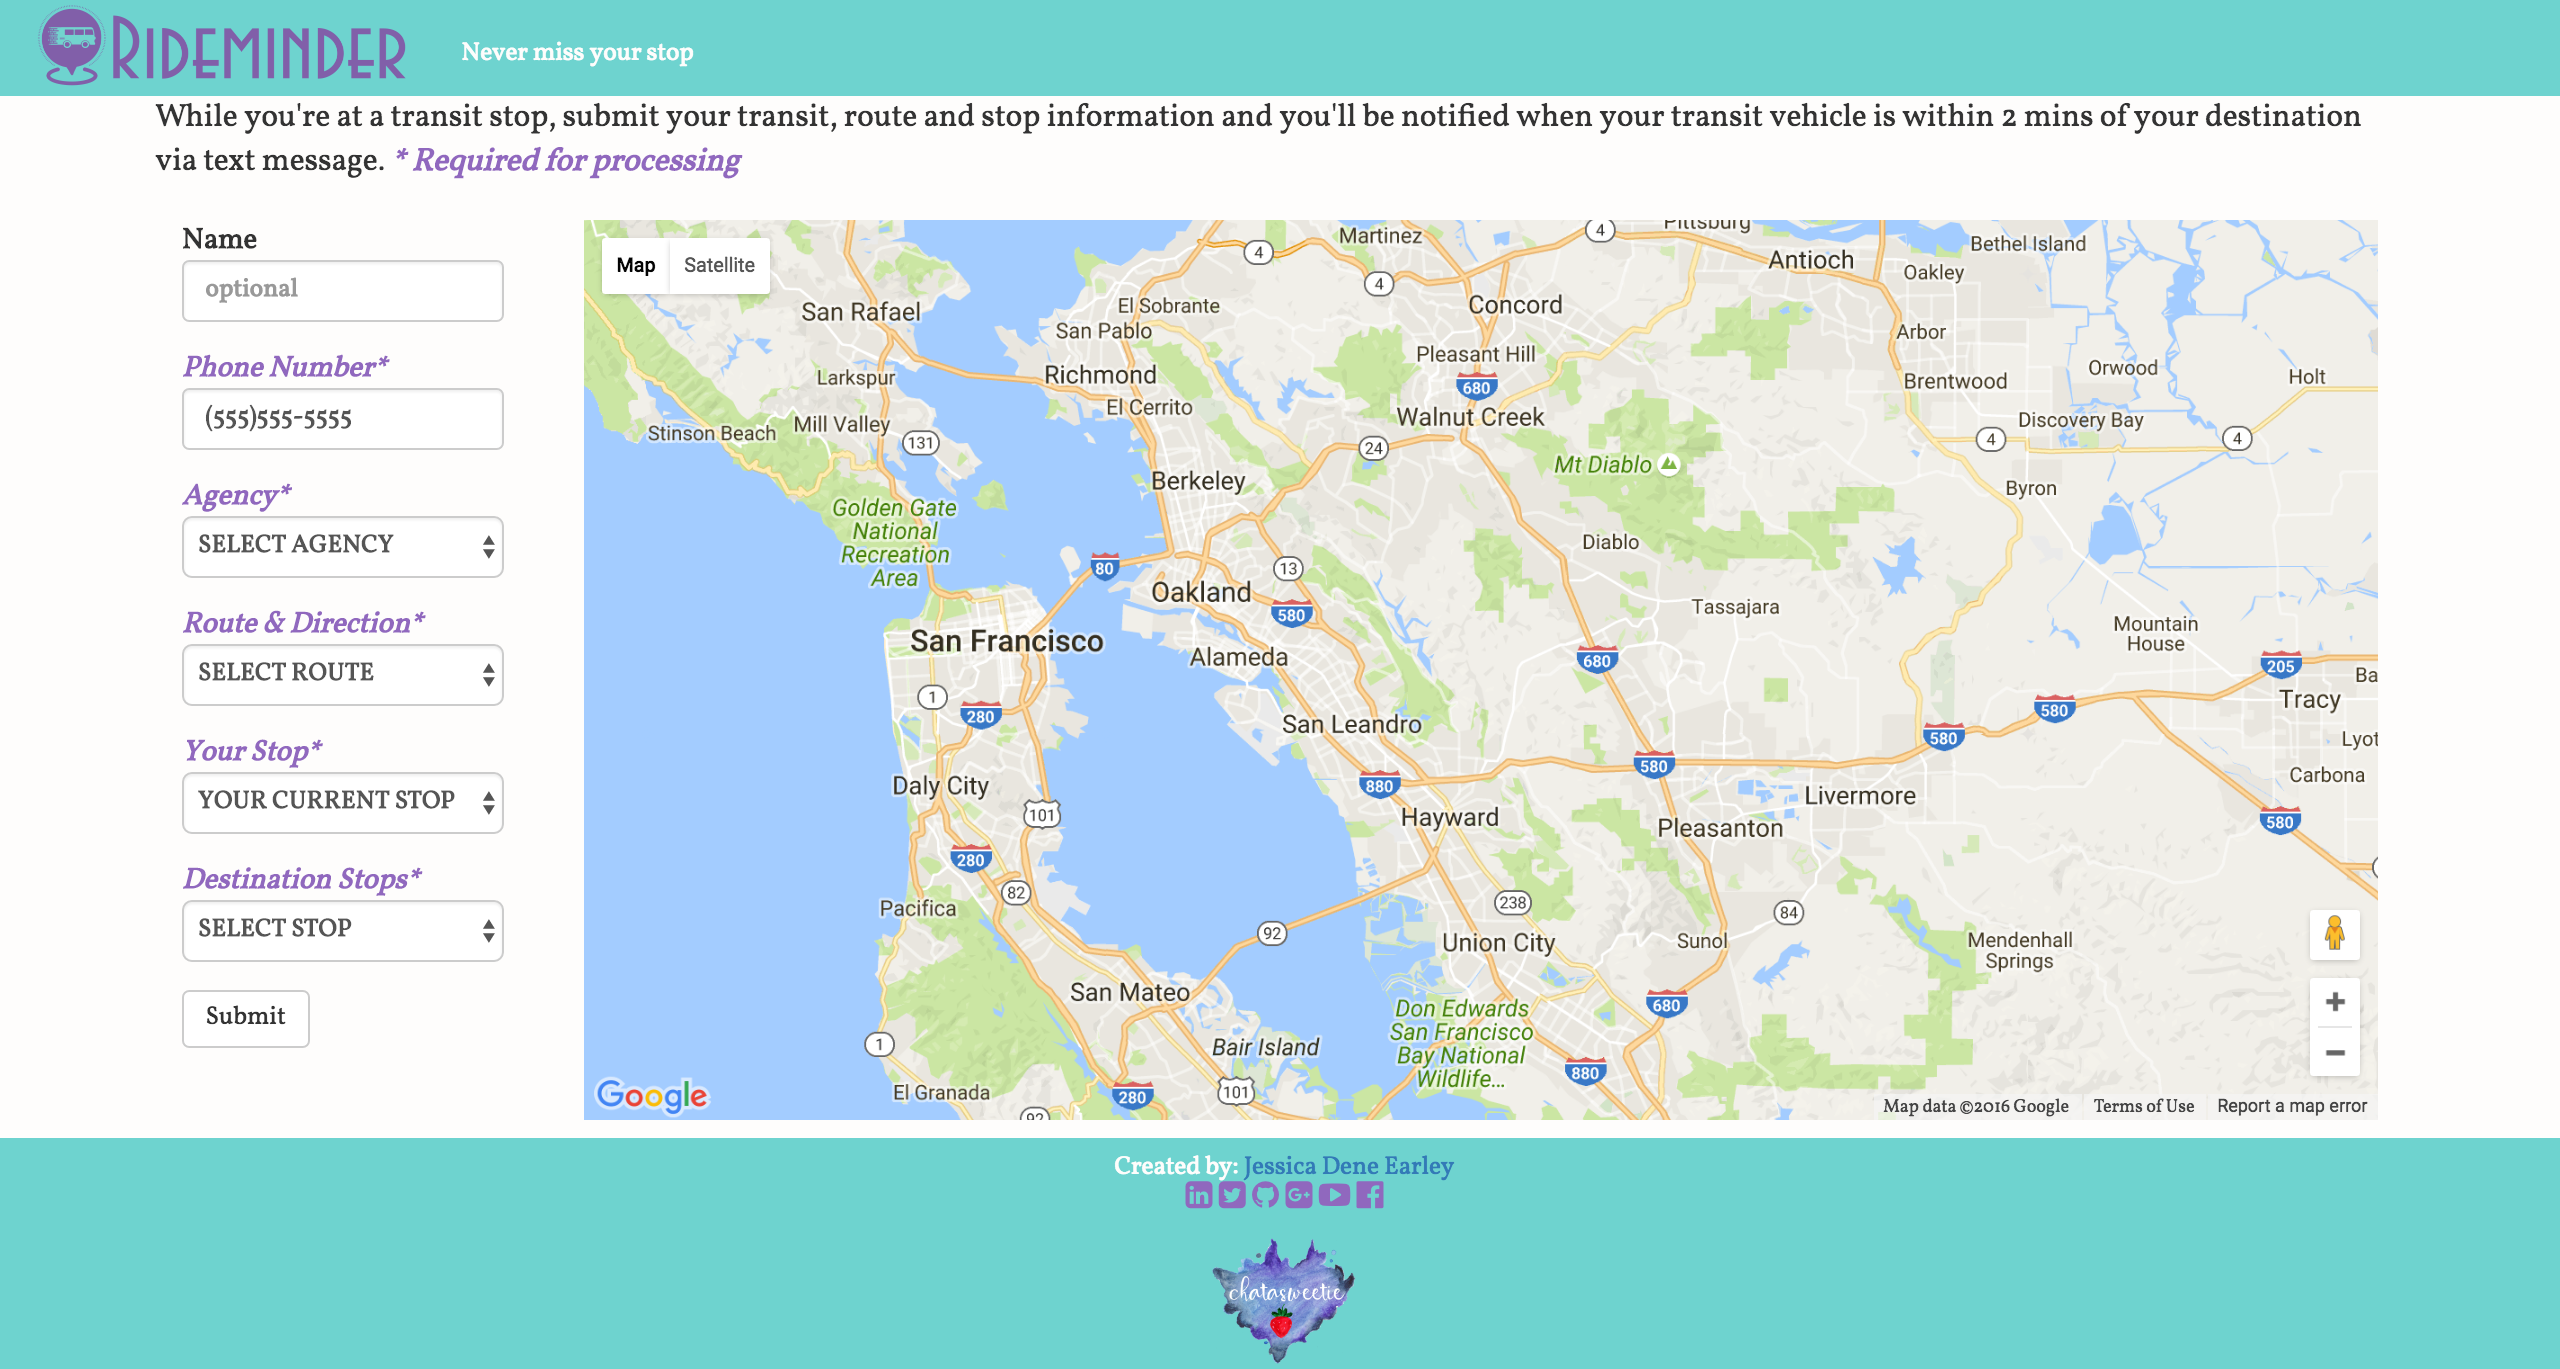 RIDEMINDER
Never miss your stop
While you're at a transit stop, submit your transit, route and stop information and you'll be notified when your transit vehicle is within 2 mins of your destination
via text message. * Required for processing
Name
optional
Phone Number*
(555)555-5555
Agency*
SELECT AGENCY
Route & Direction*
SELECT ROUTE
Your Stop*
YOUR CURRENT STOP
Destination Stops*
SELECT STOP
Submit
Map Satellite
Martinez
4
4
4
Pittsburg
Antioch
Bethel Island
Oakley
San Rafael
El Sobrante
San Pablo
Concord
Arbor
Pleasant Hill
680
Larkspur
Richmond
El Cerrito
Brentwood
Orwood
Holt
Walnut Creek
Stinson Beach
Mill Valley
131
24
Discovery Bay
4
4
Mt Diablo
Berkeley
Byron
Golden Gate
National
Recreation
Area
Diablo
80
13
Oakland
580
Tassajara
San Francisco
Alameda
680
Mountain
House
205
Ba
Tracy
1
280
San Leandro
580
580
Lyot
Daly City
880
580
Carbona
101
Hayward
Livermore
Pleasanton
580
280
82
Pacifica
238
84
92
Union City
Sunol
Mendenhall
Springs
San Mateo
680
Don Edwards
San Francisco
Bay National
Wildlife...
1
Bair Island
880
El Granada
280
101
92
Google
Map data ©2016 Google
Terms of Use
Report a map error
Created by: Jessica Dene Earley
in
G+
chatasweetie